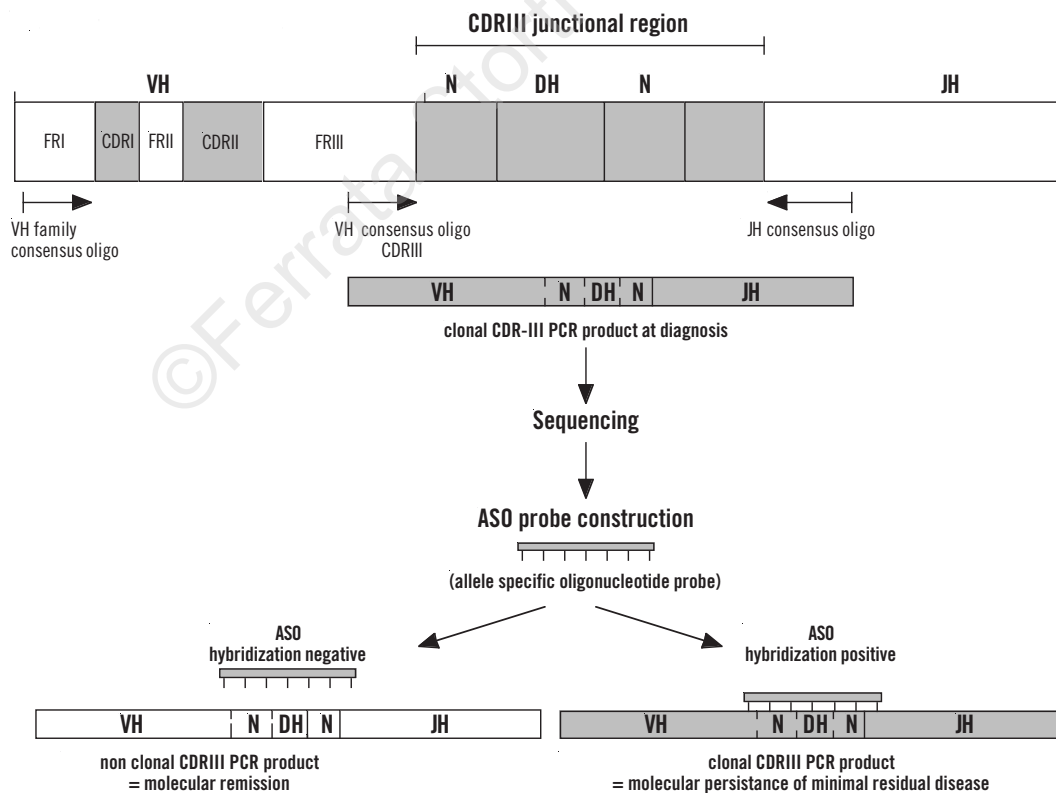 CDRIII junctional region
VH
N
DH
N
JH
FRI
CDRI
FRII
CDRII
FRIII
VH family
consensus oligo
VH consensus oligo
CDRIII
JH consensus oligo
VH
N
DH
N
JH
clonal CDR-III PCR product at diagnosis
Sequencing
ASO probe construction
(allele specific oligonucleotide probe)
ASO
hybridization negative
ASO
hybridization positive
VH
N
DH
N
JH
VH
N
DH
N
JH
non clonal CDRIII PCR product
= molecular remission
clonal CDRIII PCR product
= molecular persistance of minimal residual disease
©Ferrata